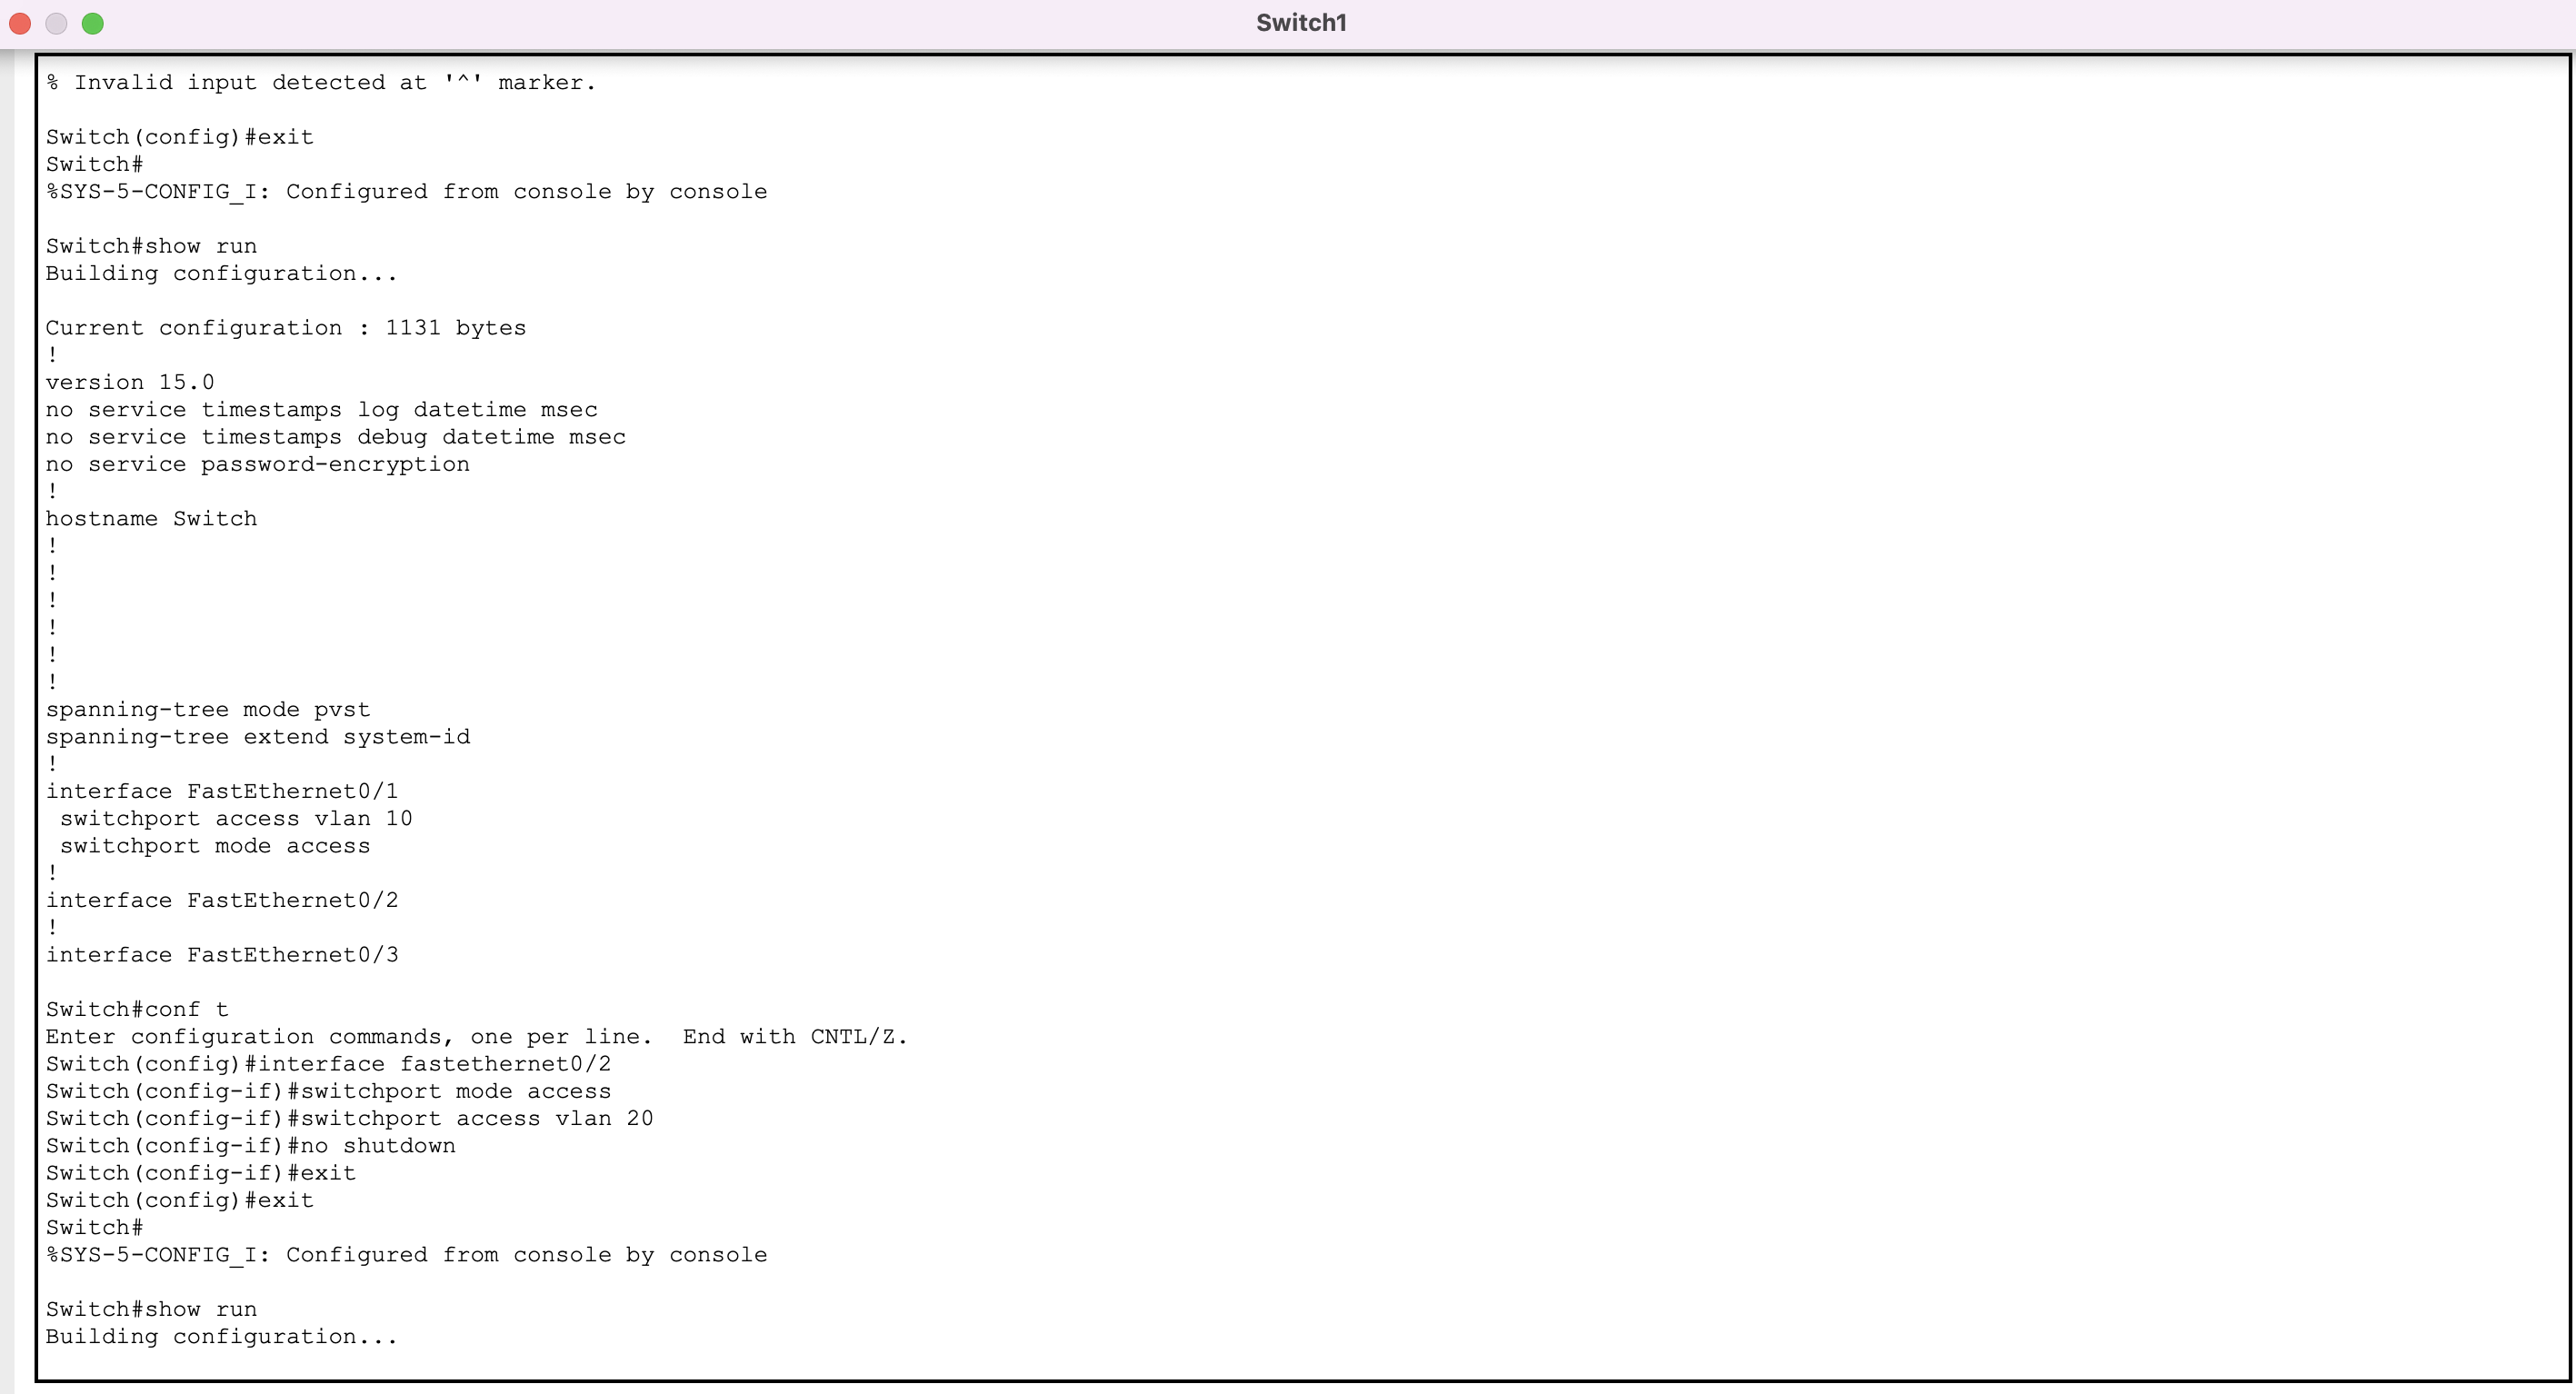 Switch1
% Invalid input detected at '^' marker.
Switch(config)#exit
Switch#
%SYS-5-CONFIG_I: Configured from console by console
Switch#show run
Building configuration...
Current configuration : 1131 bytes
!
version 15.0
no service timestamps log datetime msec
no service timestamps debug datetime msec
no service password-encryption
!
hostname Switch
!
!
!
!
!
!
spanning-tree mode pvst
spanning-tree extend system-id
!
interface FastEthernet0/1
 switchport access vlan 10
 switchport mode access
!
interface FastEthernet0/2
!
interface FastEthernet0/3
Switch#conf t
Enter configuration commands, one per line.  End with CNTL/Z.
Switch(config)#interface fastethernet0/2
Switch(config-if)#switchport mode access
Switch(config-if)#switchport access vlan 20
Switch(config-if)#no shutdown
Switch(config-if)#exit
Switch(config)#exit
Switch#
%SYS-5-CONFIG_I: Configured from console by console
Switch#show run
Building configuration...